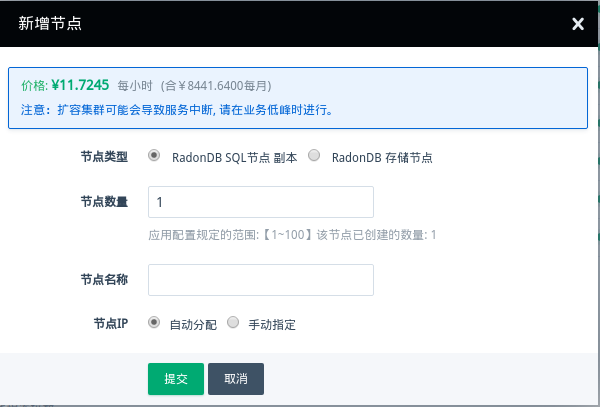 新增节点
价格: ¥11.7245 每小时 (合¥8441.6400每月)
注意：扩容集群可能会导致服务中断, 请在业务低峰时进行。
节点类型 RadonDB SQL节点 副本 RadonDB 存储节点
节点数量 1
应用配置规定的范围:【1~100】该节点已创建的数量: 1
节点名称
节点IP 自动分配 手动指定
提交 取消